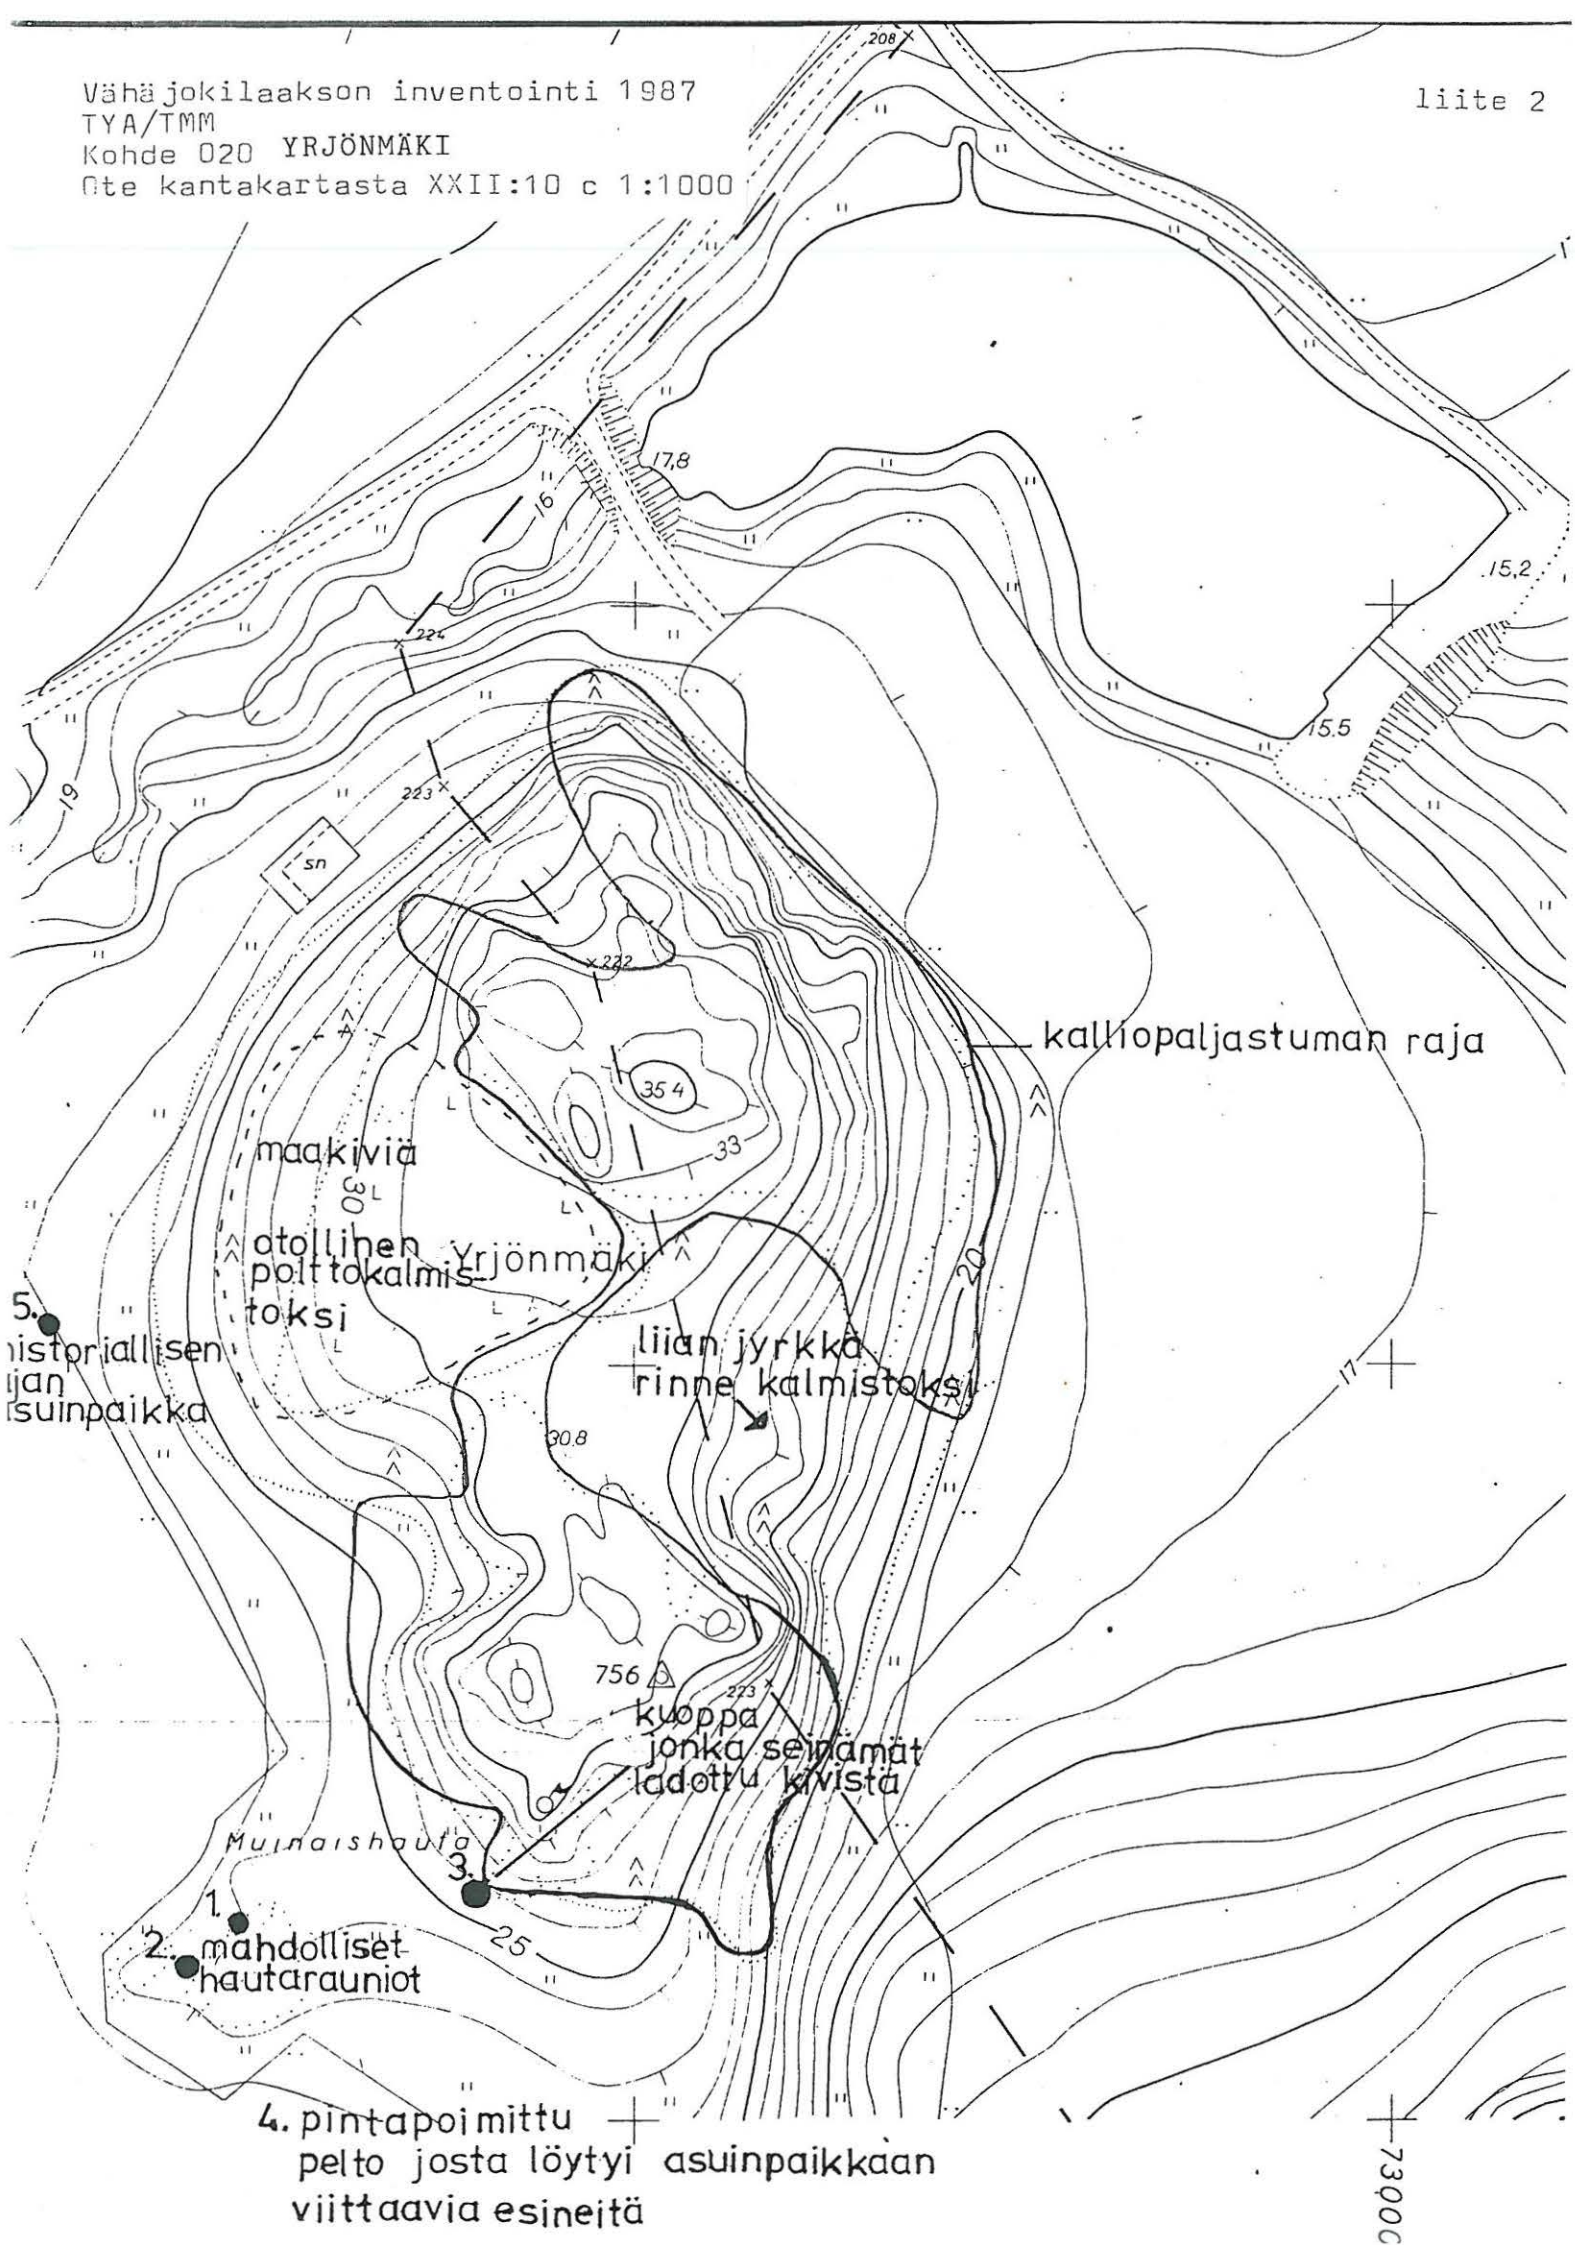 Vähäjokilaakson inventointi 1987
TYA/TMM
Kohde 020 YRJÖNMÄKI
Ote kantakartasta XXII:10 c 1:1000
liite 2
208
17,8
16
15,2
224
15.5
223
19
sn
222
kalliopaljastuman raja
35 4
33
maakiviä
30
L
L
L
L
L
otollinen
polttokalmis-
toksi
Yrjönmäki
20
5.
historiallisen
ajan
asuinpaikka
liian jyrkkä
rinne kalmistoksi
17
30.8
756
223
kuoppa
jonka seinämät
ladottu kivistä
Muinaishauta
3.
1.
2. mahdolliset
hautarauniot
25
4. pintapoimittu
pelto josta löytyi asuinpaikkaan
viittaavia esineitä
73000